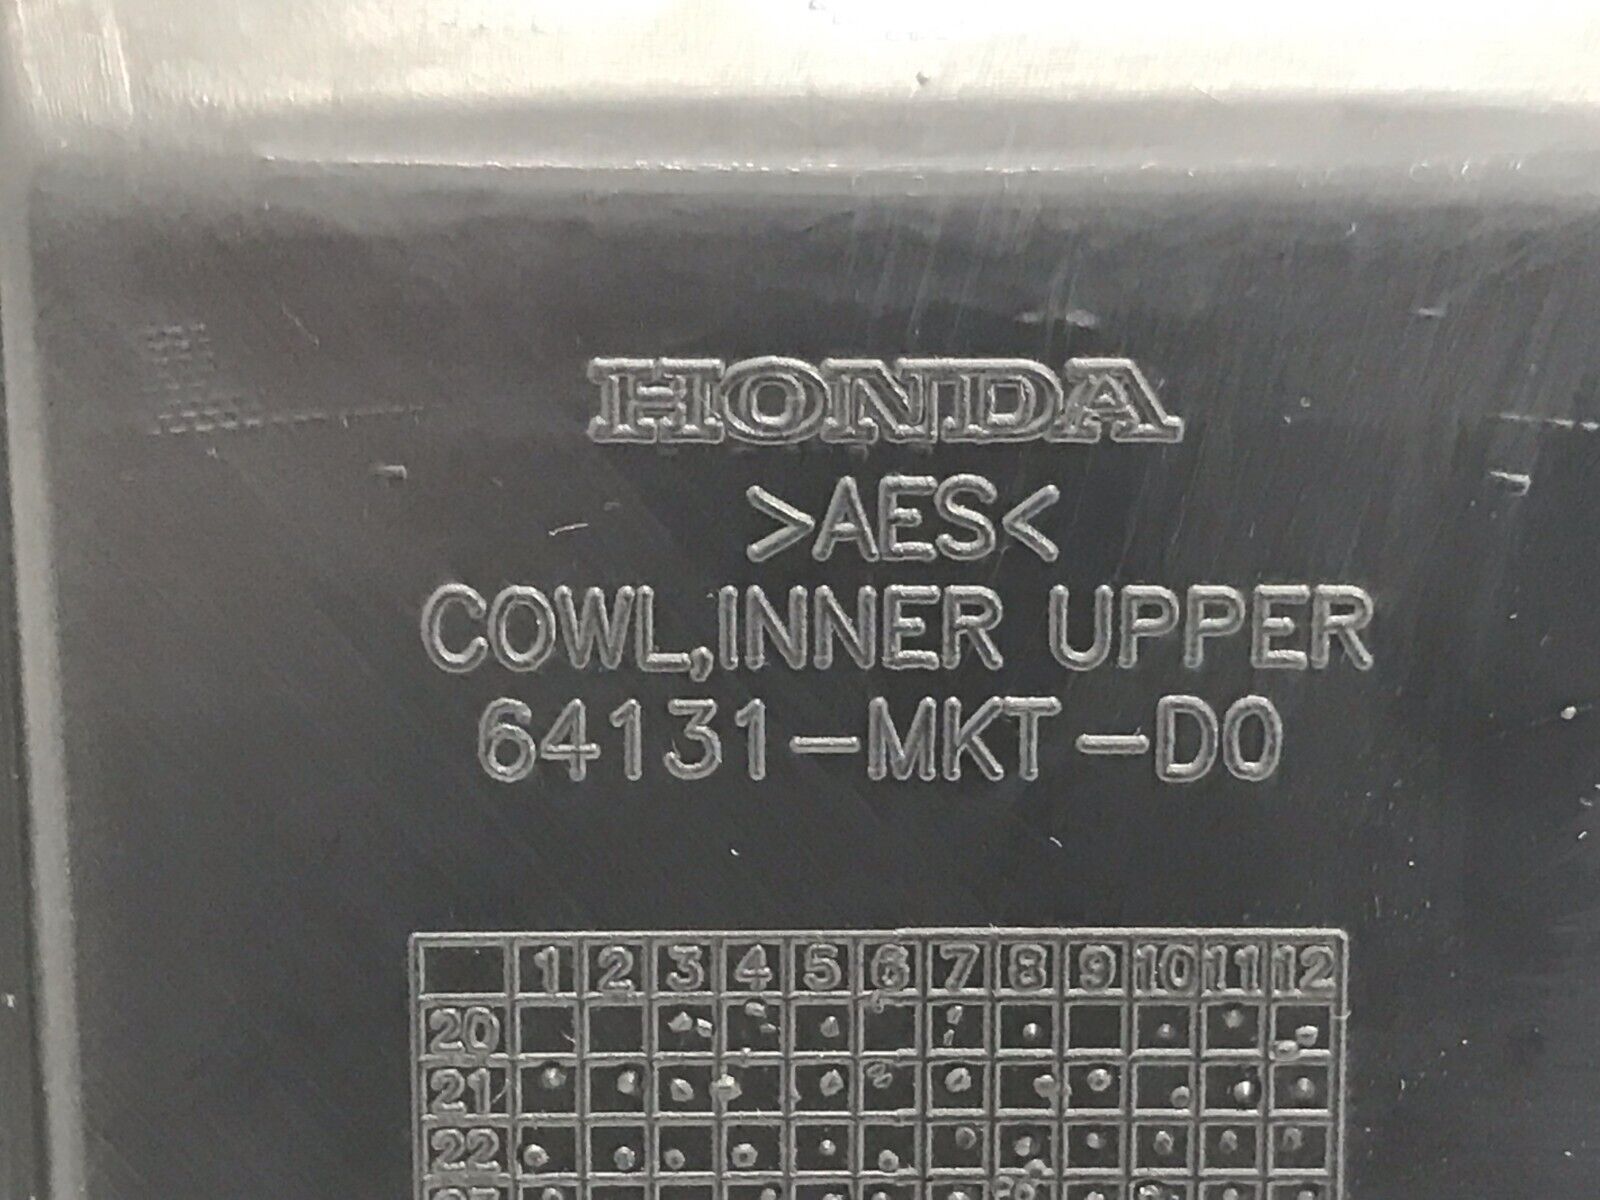 HONDA
>AES<
COWL,INNER UPPER
64131-MKT-D0
1 2 3 4 5 6 7 8 9 10 11 12
20
21
22